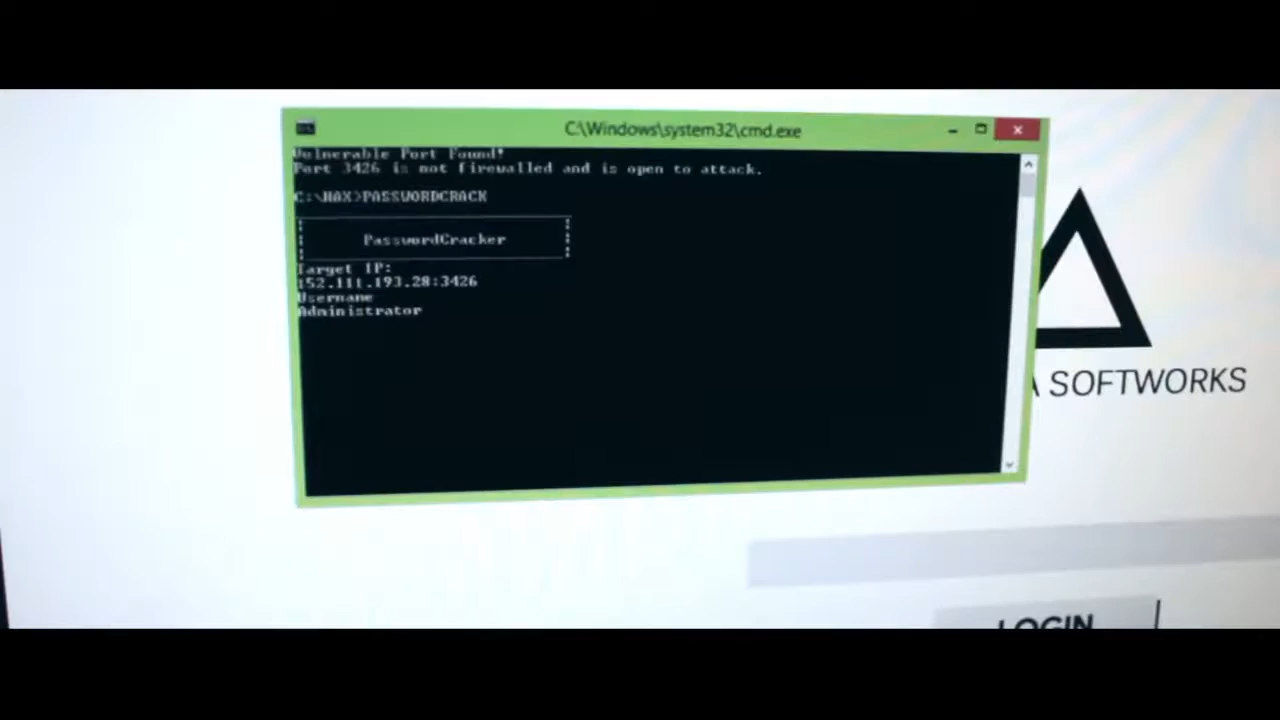 C:\Windows\system32\cmd.exe
Vulnerable Port Found!
Port 3426 is not firewalled and is open to attack.
C:\HAX>PASSWORDCRACK
PasswordCracker
Target IP:
152.111.193.28:3426
Username
Administrator
SOFTWORKS
LOGIN